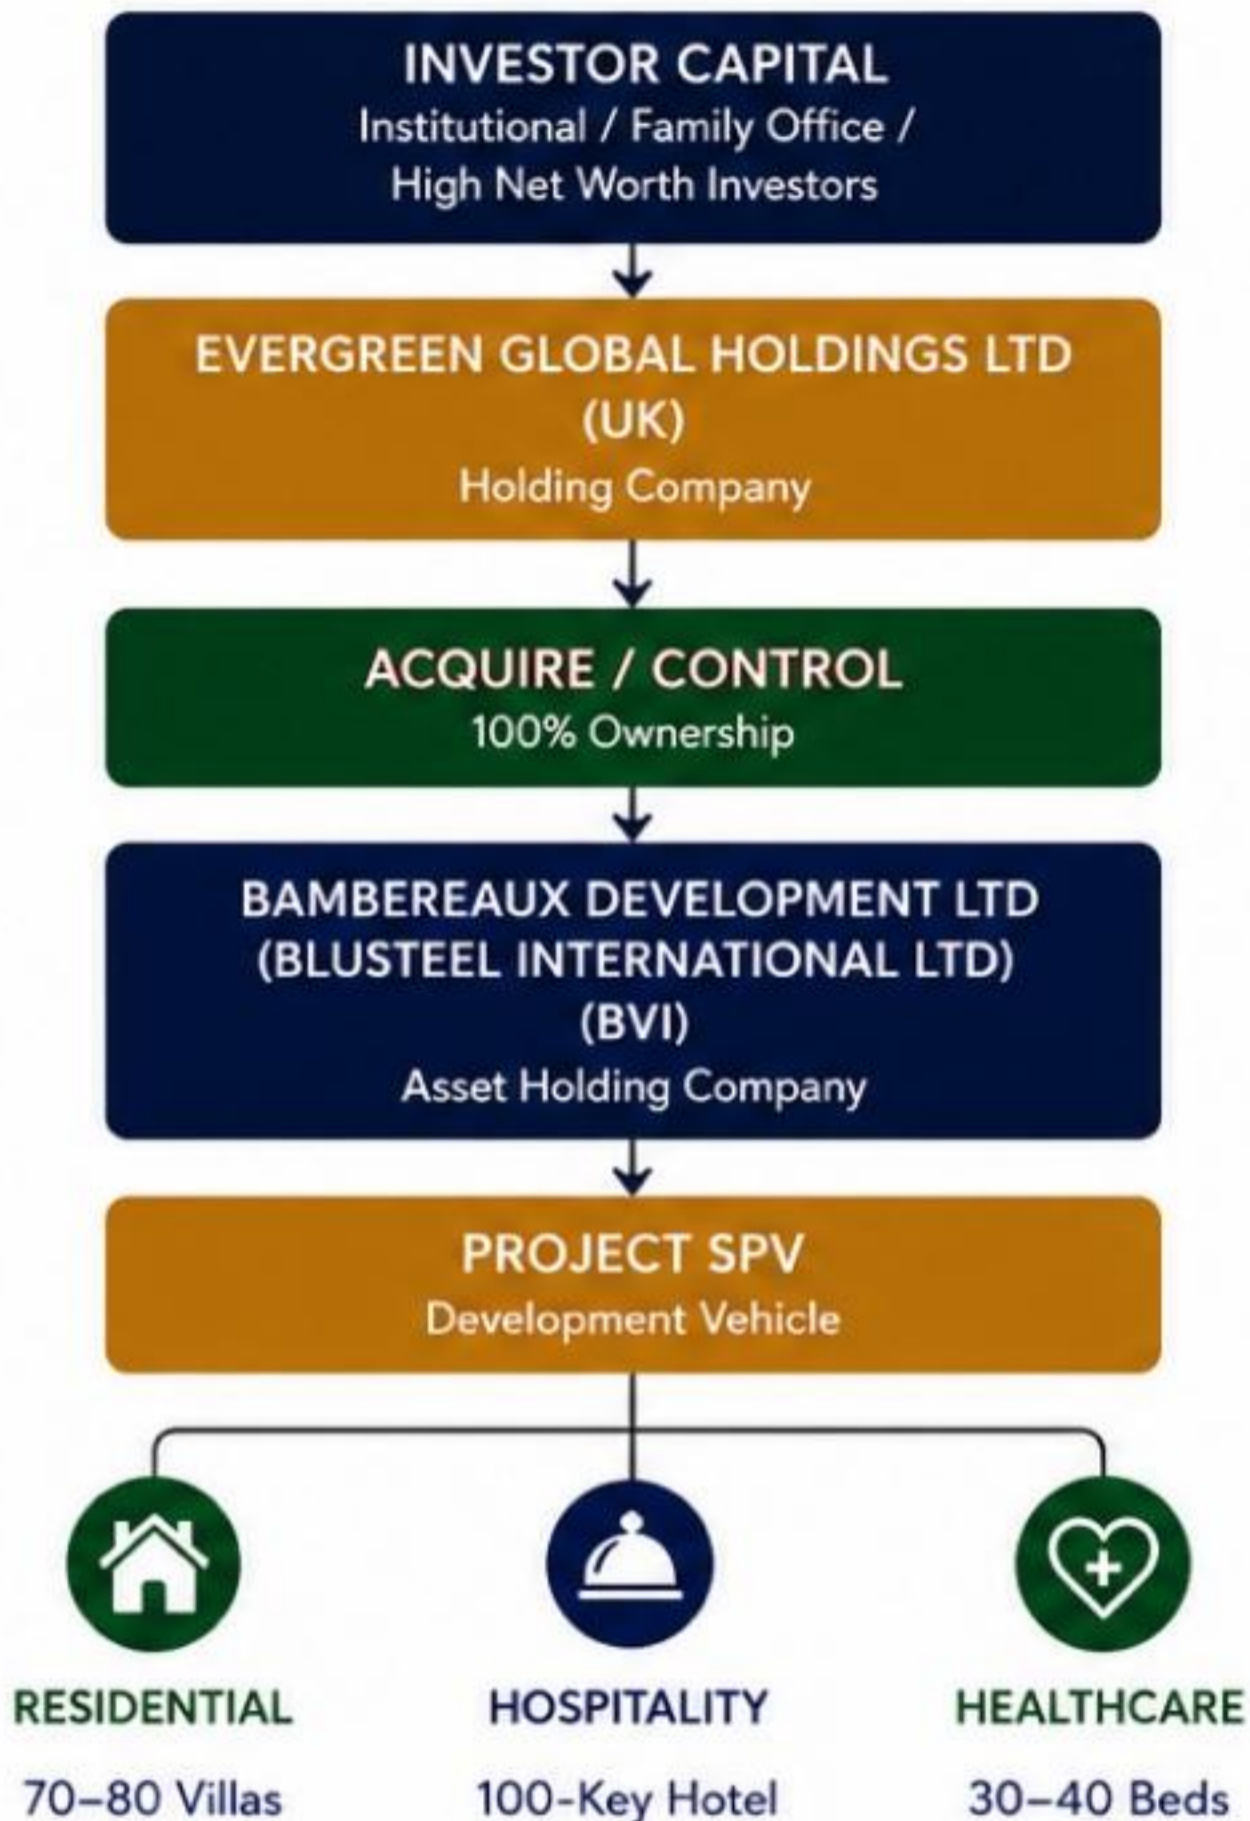 INVESTOR CAPITAL
Institutional / Family Office /
High Net Worth Investors
EVERGREEN GLOBAL HOLDINGS LTD
(UK)
Holding Company
ACQUIRE / CONTROL
100% Ownership
BAMBEREAUX DEVELOPMENT LTD
(BLUSTEEL INTERNATIONAL LTD)
(BVI)
Asset Holding Company
PROJECT SPV
Development Vehicle
RESIDENTIAL
70–80 Villas
HOSPITALITY
100-Key Hotel
HEALTHCARE
30–40 Beds